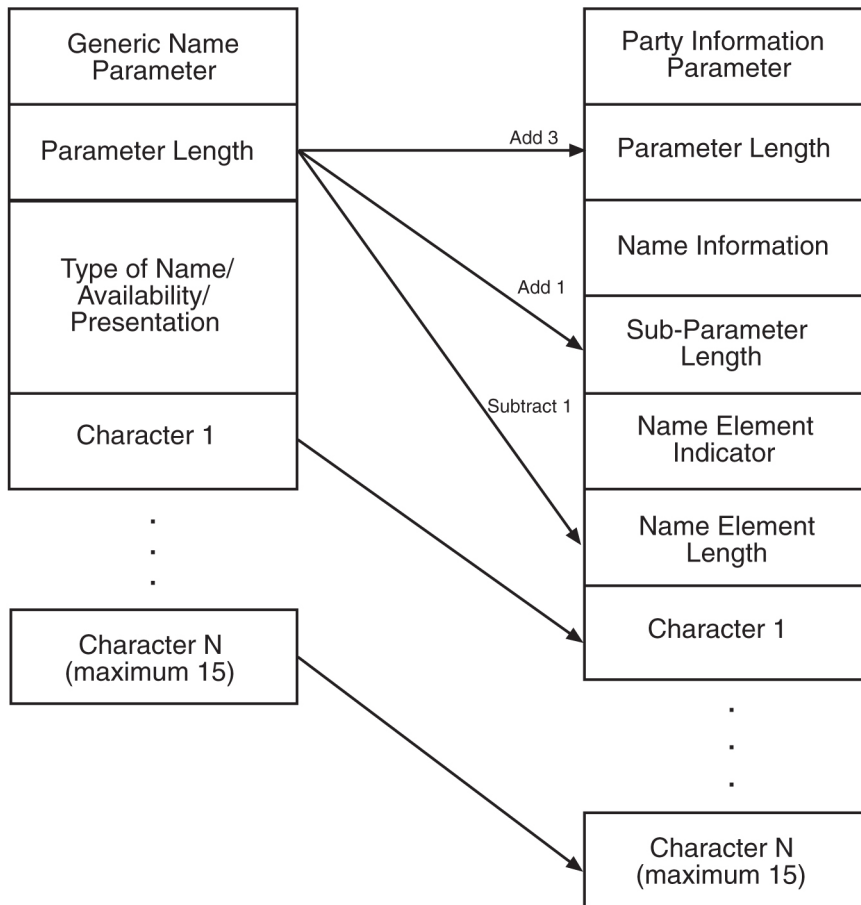 Generic Name
Parameter
Parameter Length
Type of Name/
Availability/
Presentation
Character 1
.
.
.
Character N
(maximum 15)
Add 3
Add 1
Subtract 1
Party Information
Parameter
Parameter Length
Name Information
Sub-Parameter
Length
Name Element
Indicator
Name Element
Length
Character 1
.
.
.
Character N
(maximum 15)